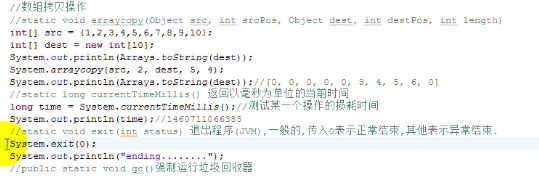 //数组拷贝操作
//static void arraycopy(Object src, int srcPos, Object dest, int destPos, int length)
int[] src = {1,2,3,4,5,6,7,8,9,10};
int[] dest = new int[10];
System.out.println(Arrays.toString(dest));
System.arraycopy(src, 2, dest, 5, 4);
System.out.println(Arrays.toString(dest));//[0, 0, 0, 0, 0, 3, 4, 5, 6, 0]
//static long currentTimeMillis() 返回以毫秒为单位的当前时间
long time = System.currentTimeMillis();//测试某一个操作的损耗时间
System.out.println(time);//1460711066385
//static void exit(int status) 退出程序(JVM),一般的,传入0表示正常结束,其他表示异常结束.
System.exit(0);
System.out.println("ending........");
//public static void gc()强制运行垃圾回收器